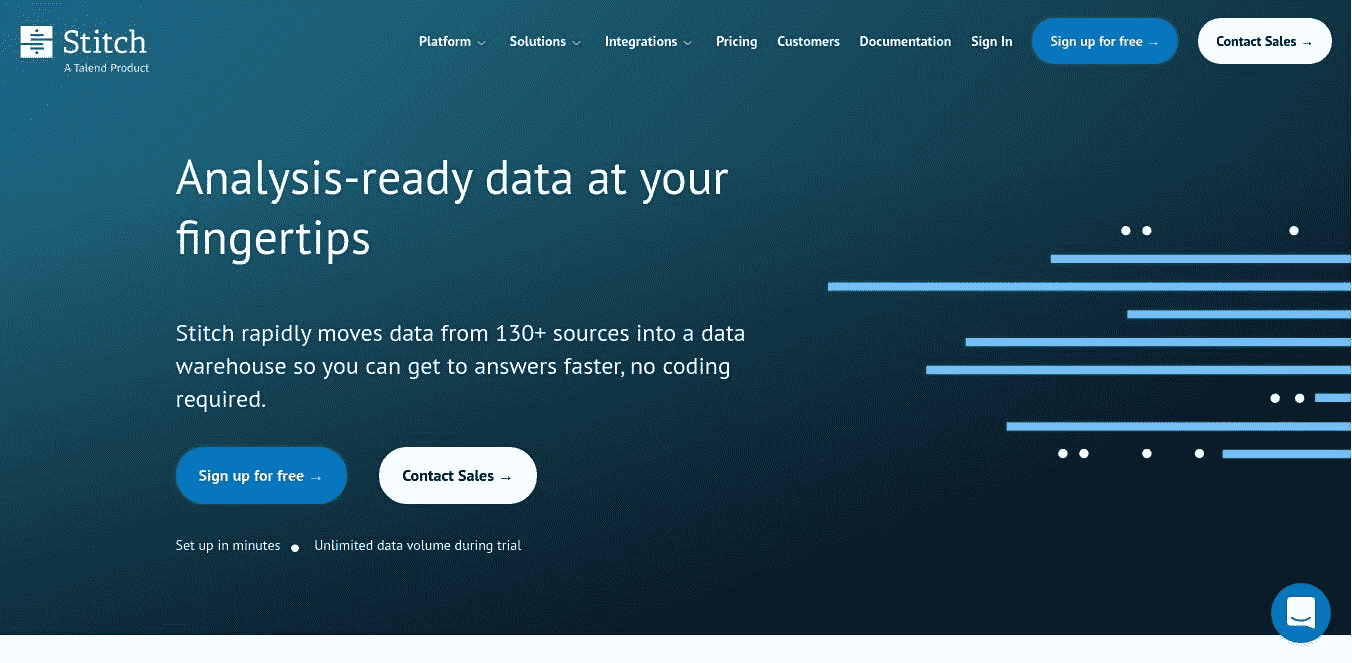 Stitch
A Talend Product
Platform
Solutions
Integrations
Pricing
Customers
Documentation
Sign In
Sign up for free →
Contact Sales →
Analysis-ready data at your
fingertips
Stitch rapidly moves data from 130+ sources into a data
warehouse so you can get to answers faster, no coding
required.
Sign up for free →
Contact Sales →
Set up in minutes ● Unlimited data volume during trial